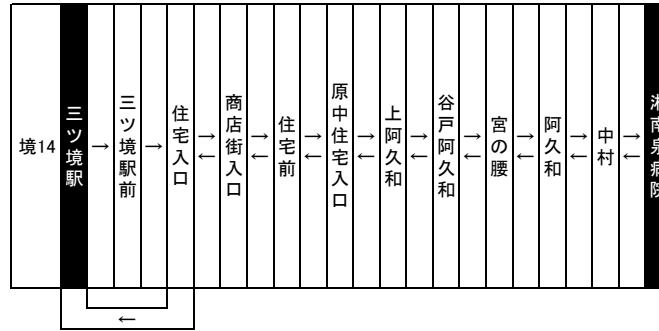 境14
三ツ境駅
→
三ツ境駅前
→
住宅入口
→
←
商店街入口
→
←
住宅前
→
←
原中住宅入口
→
←
上阿久和
→
←
谷戸阿久和
→
←
宮の腰
→
←
阿久和
→
←
中村
→
←
湘南泉病院
←